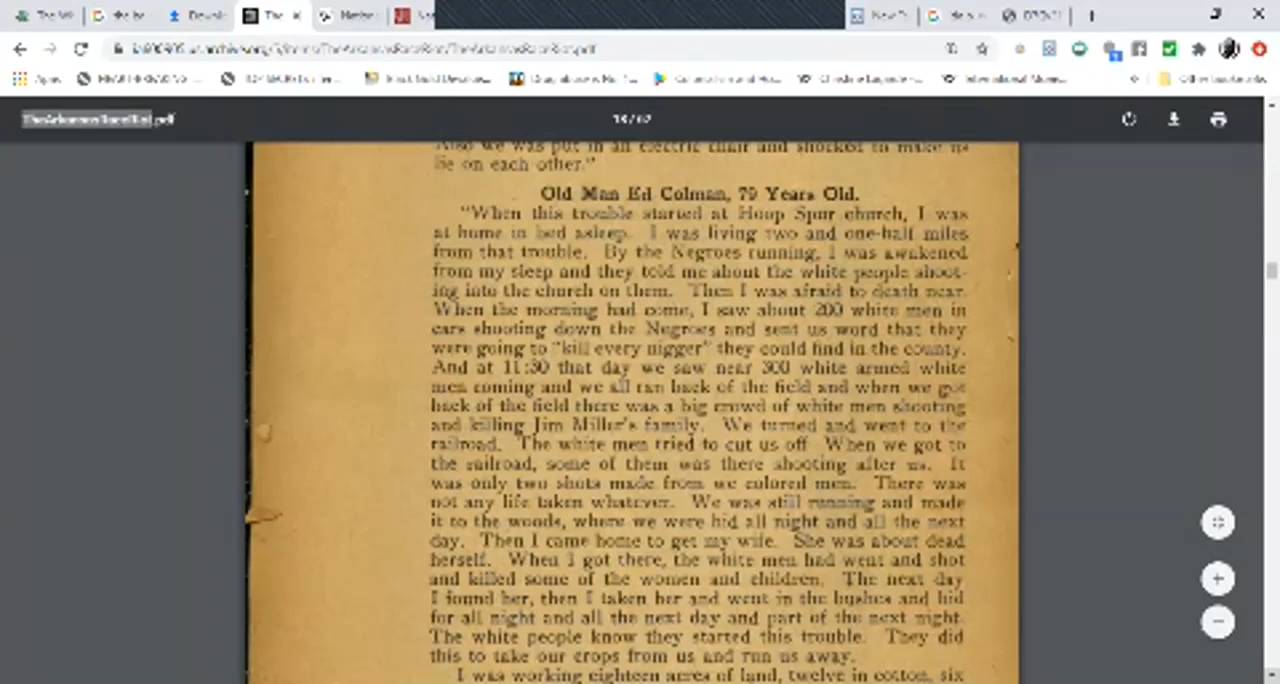 TheArkansasRaceRiot.pdf
18 / 62
Also we was put in an electric chair and shocked to make us
lie on each other."
Old Man Ed Colman, 79 Years Old.
"When this trouble started at Hoop Spur church, I was
at home in bed asleep. I was living two and one-half miles
from that trouble. By the Negroes running, I was awakened
from my sleep and they told me about the white people shoot-
ing into the church on them. Then I was afraid to death near.
When the morning had come, I saw about 200 white men in
cars shooting down the Negroes and sent us word that they
were going to "kill every nigger" they could find in the county.
And at 11:30 that day we saw near 300 white armed white
men coming and we all ran back of the field and when we got
back of the field there was a big crowd of white men shooting
and killing Jim Miller's family. We turned and went to the
railroad. The white men tried to cut us off When we got to
the railroad, some of them was there shooting after us. It
was only two shots made from we colored men. There was
not any life taken whatever. We was still running and made
it to the woods, where we were hid all night and all the next
day. Then I came home to get my wife. She was about dead
herself. When I got there, the white men had went and shot
and killed some of the women and children. The next day
I found her, then I taken her and went in the bushes and hid
for all night and all the next day and part of the next night.
The white people know they started this trouble. They did
this to take our crops from us and run us away.
I was working eighteen acres of land, twelve in cotton, six